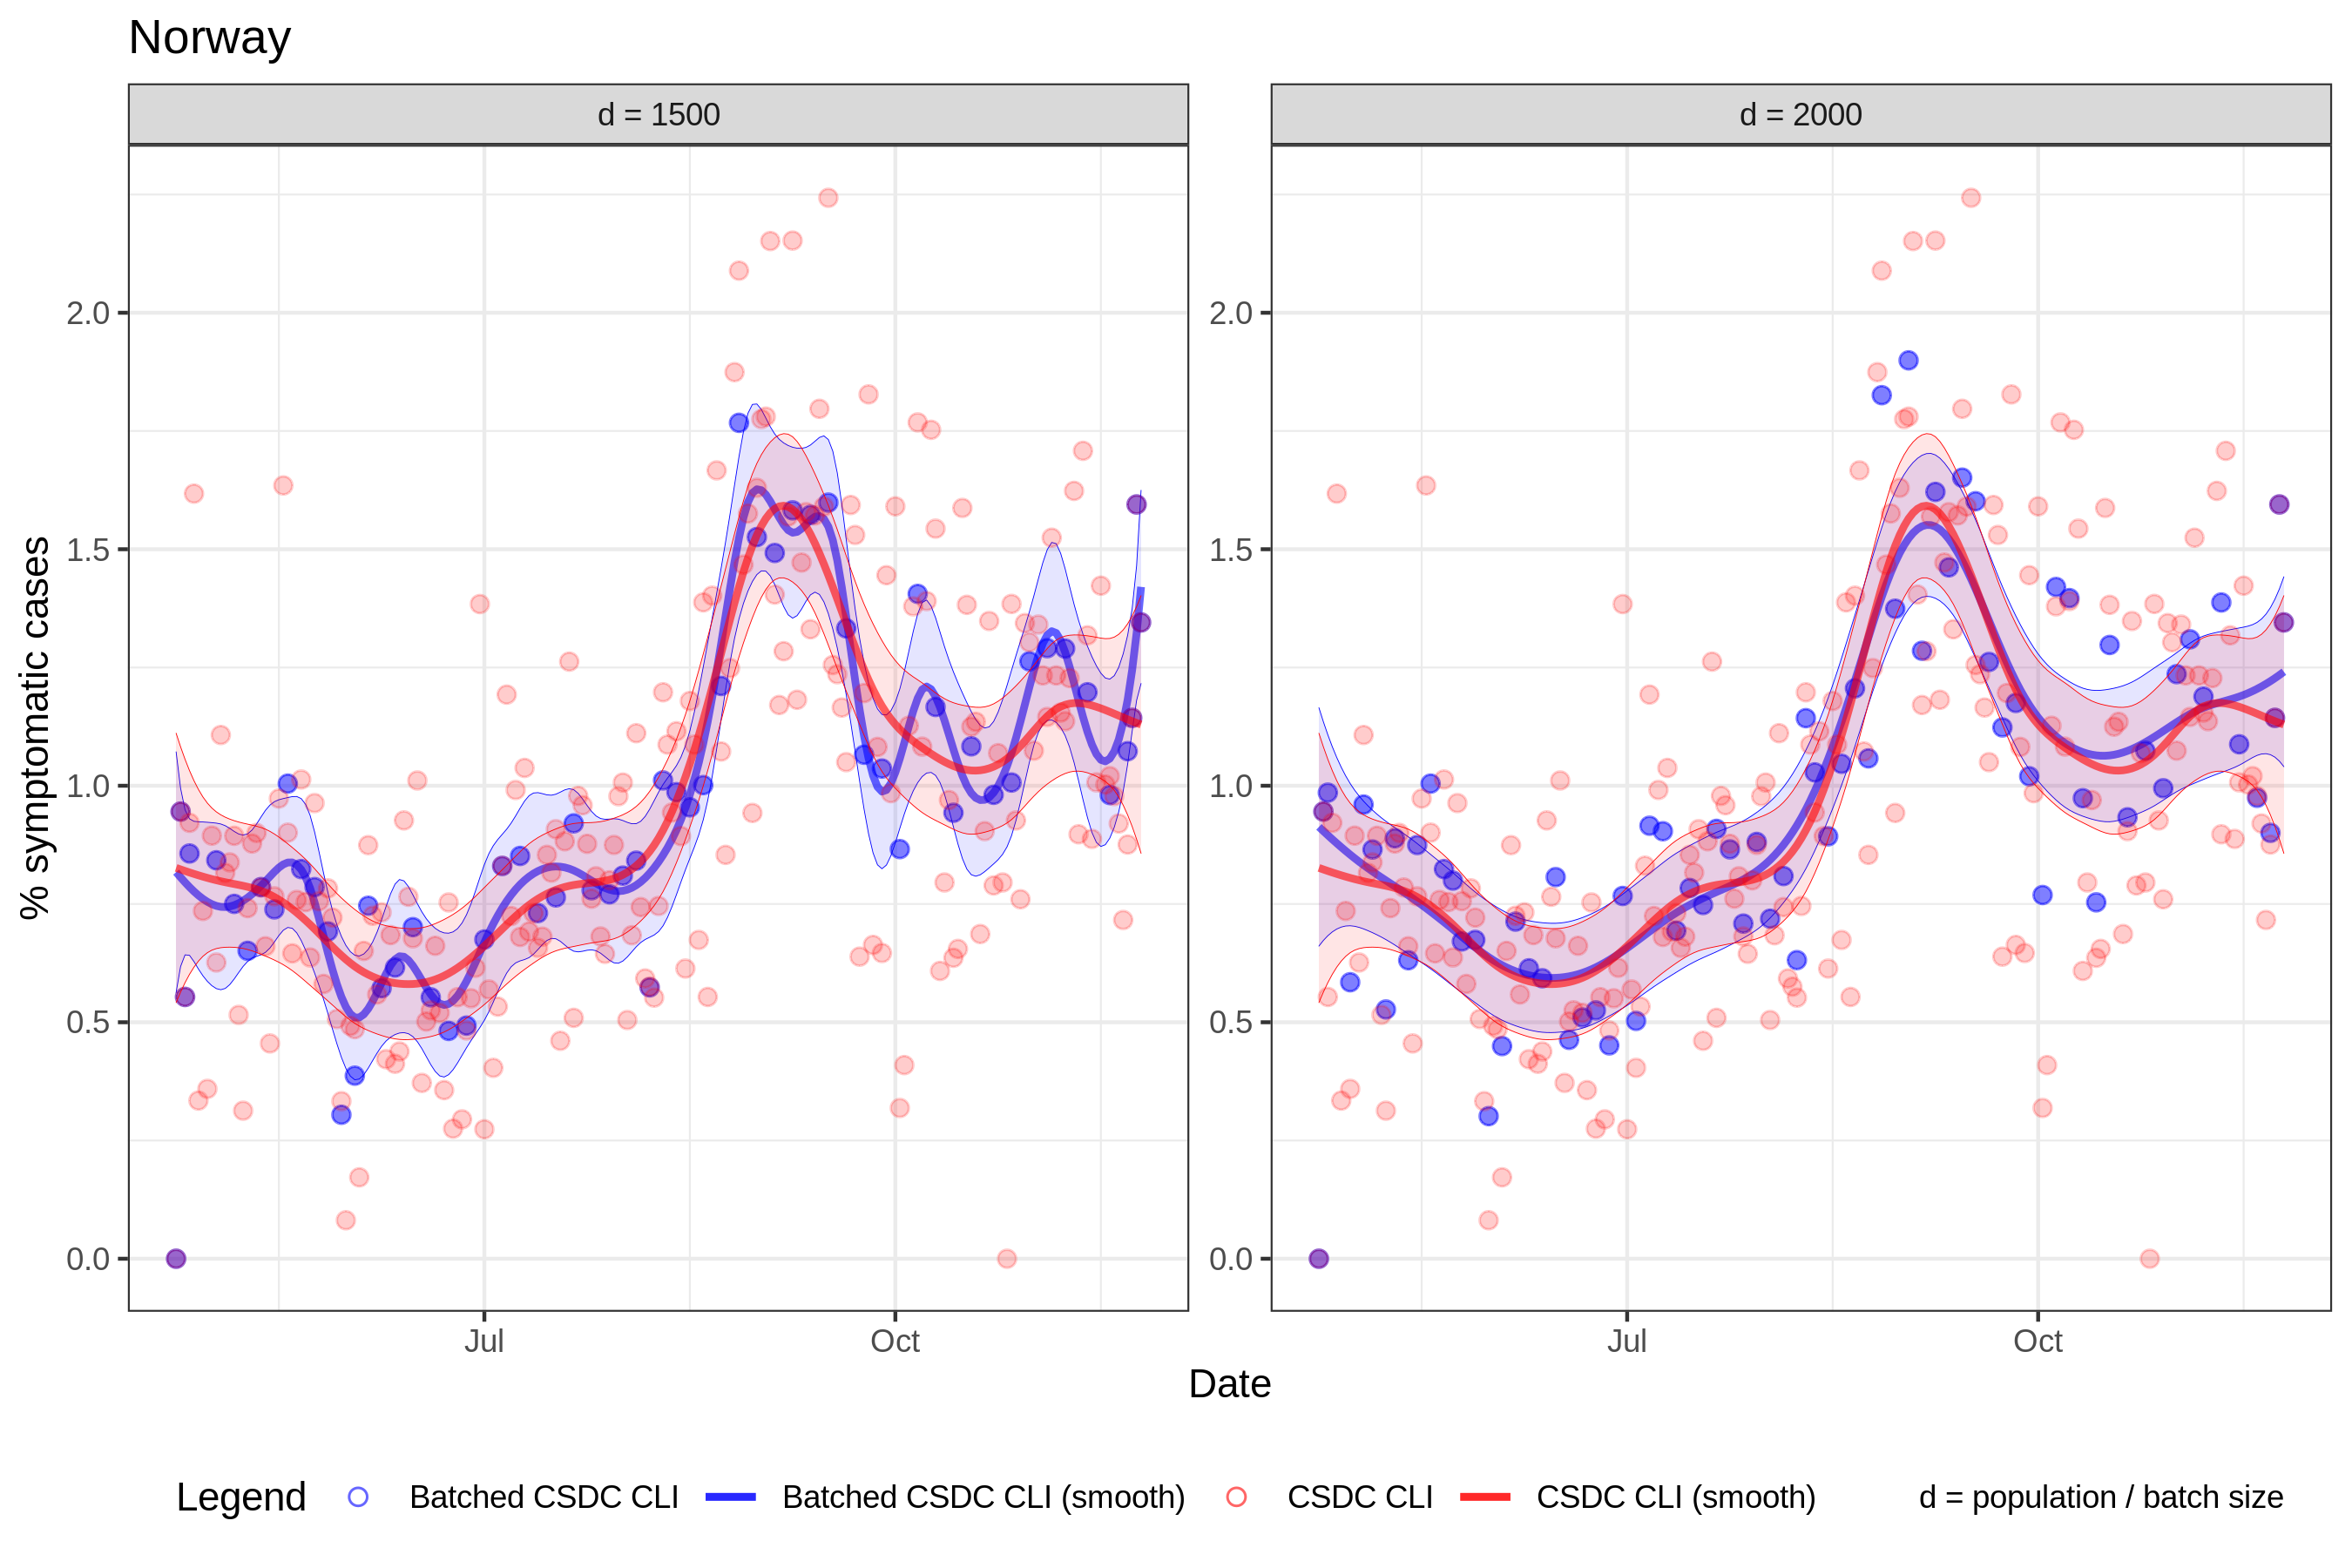 Norway
d = 1500
d = 2000
% symptomatic cases
2.0
1.5
1.0
0.5
0.0
2.0
1.5
1.0
0.5
0.0
Jul
Oct
Jul
Oct
Date
Legend
Batched CSDC CLI
Batched CSDC CLI (smooth)
CSDC CLI
CSDC CLI (smooth)
d = population / batch size